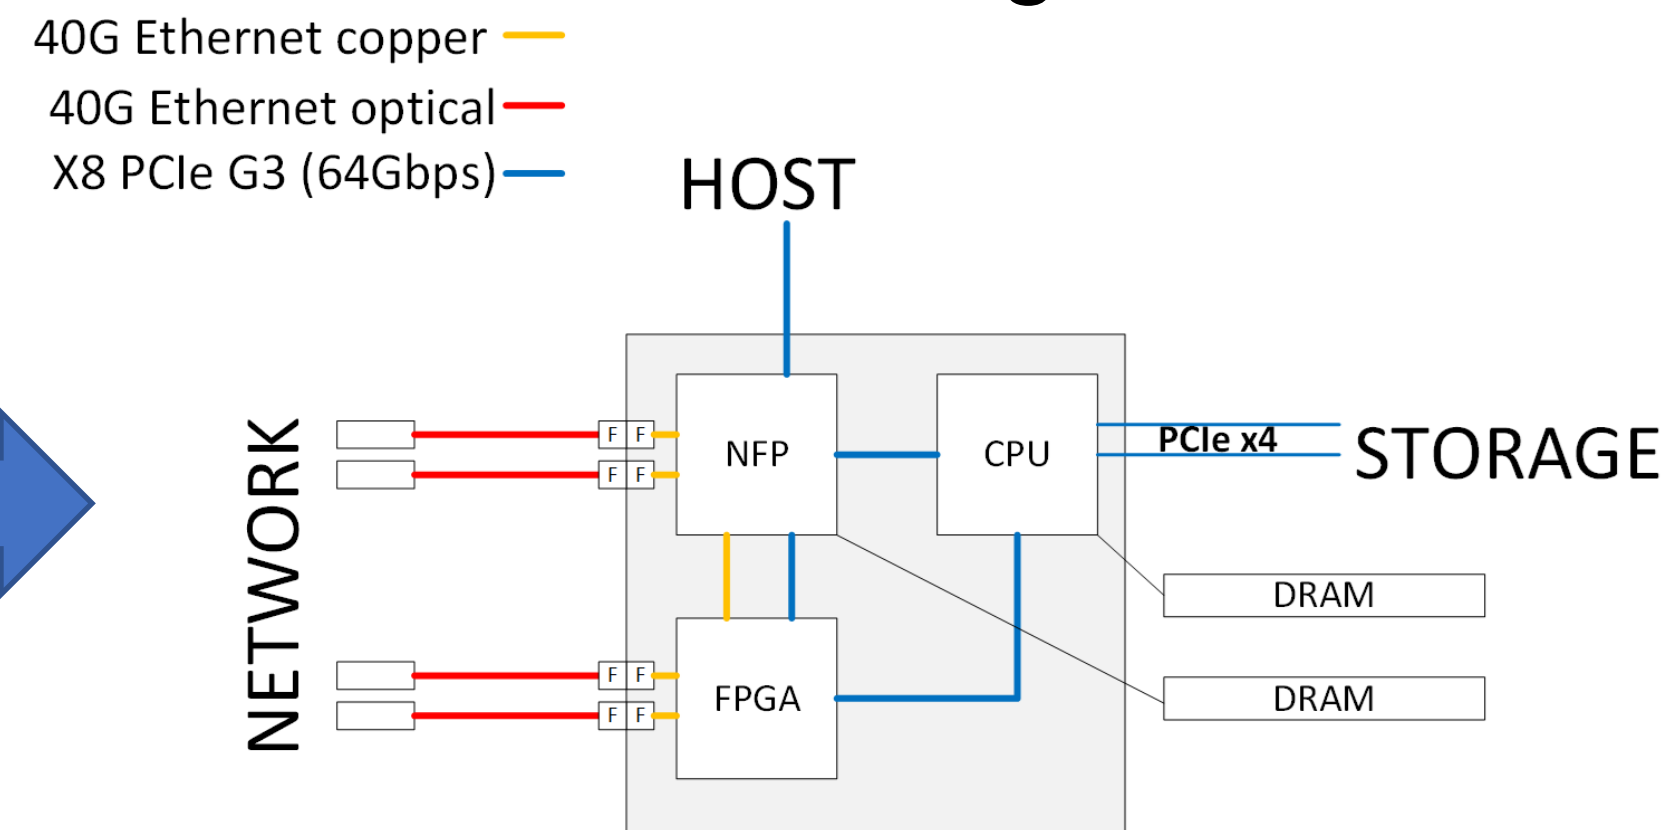 40G Ethernet copper
40G Ethernet optical
X8 PCIe G3 (64Gbps)
HOST
NETWORK
F F
F F
NFP
CPU
PCIe x4
STORAGE
DRAM
F F
F F
FPGA
DRAM